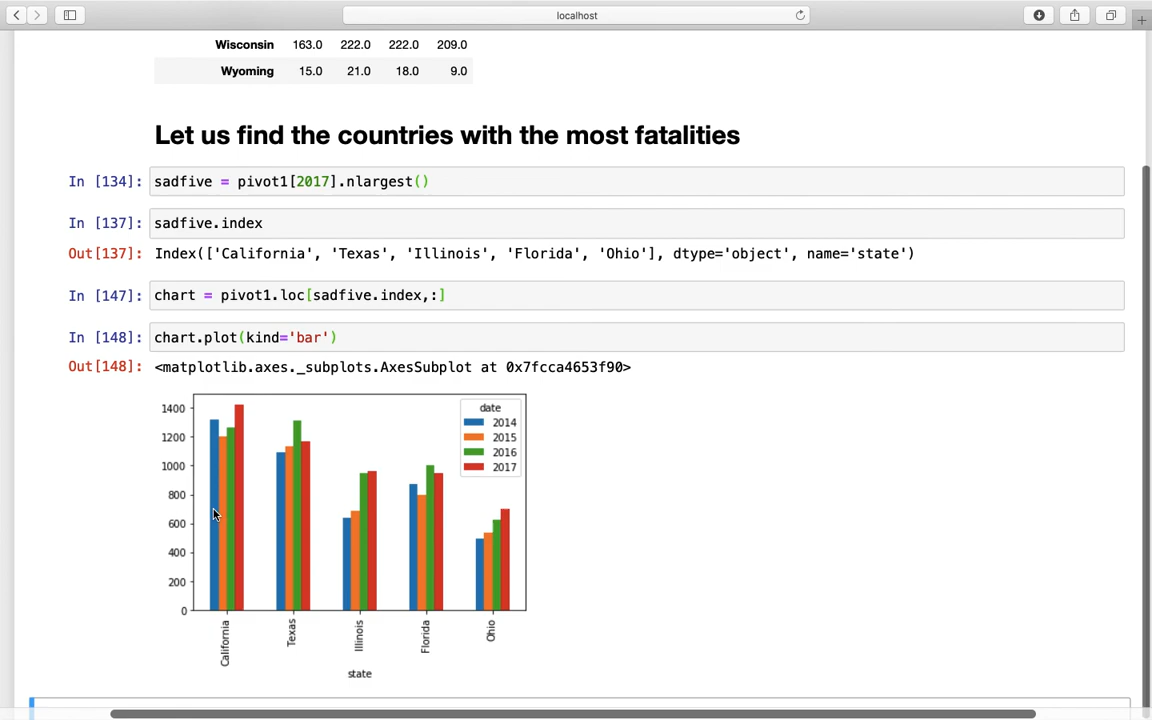 localhost
Wisconsin 163.0 222.0 222.0 209.0
Wyoming 15.0 21.0 18.0 9.0
Let us find the countries with the most fatalities
In [134]: sadfive = pivot1[2017].nlargest()
In [137]: sadfive.index
Out[137]: Index(['California', 'Texas', 'Illinois', 'Florida', 'Ohio'], dtype='object', name='state')
In [147]: chart = pivot1.loc[sadfive.index,:]
In [148]: chart.plot(kind='bar')
Out[148]: <matplotlib.axes._subplots.AxesSubplot at 0x7fcca4653f90>
date
2014
2015
2016
2017
1400
1200
1000
800
600
400
200
0
California
Texas
Illinois
Florida
Ohio
state